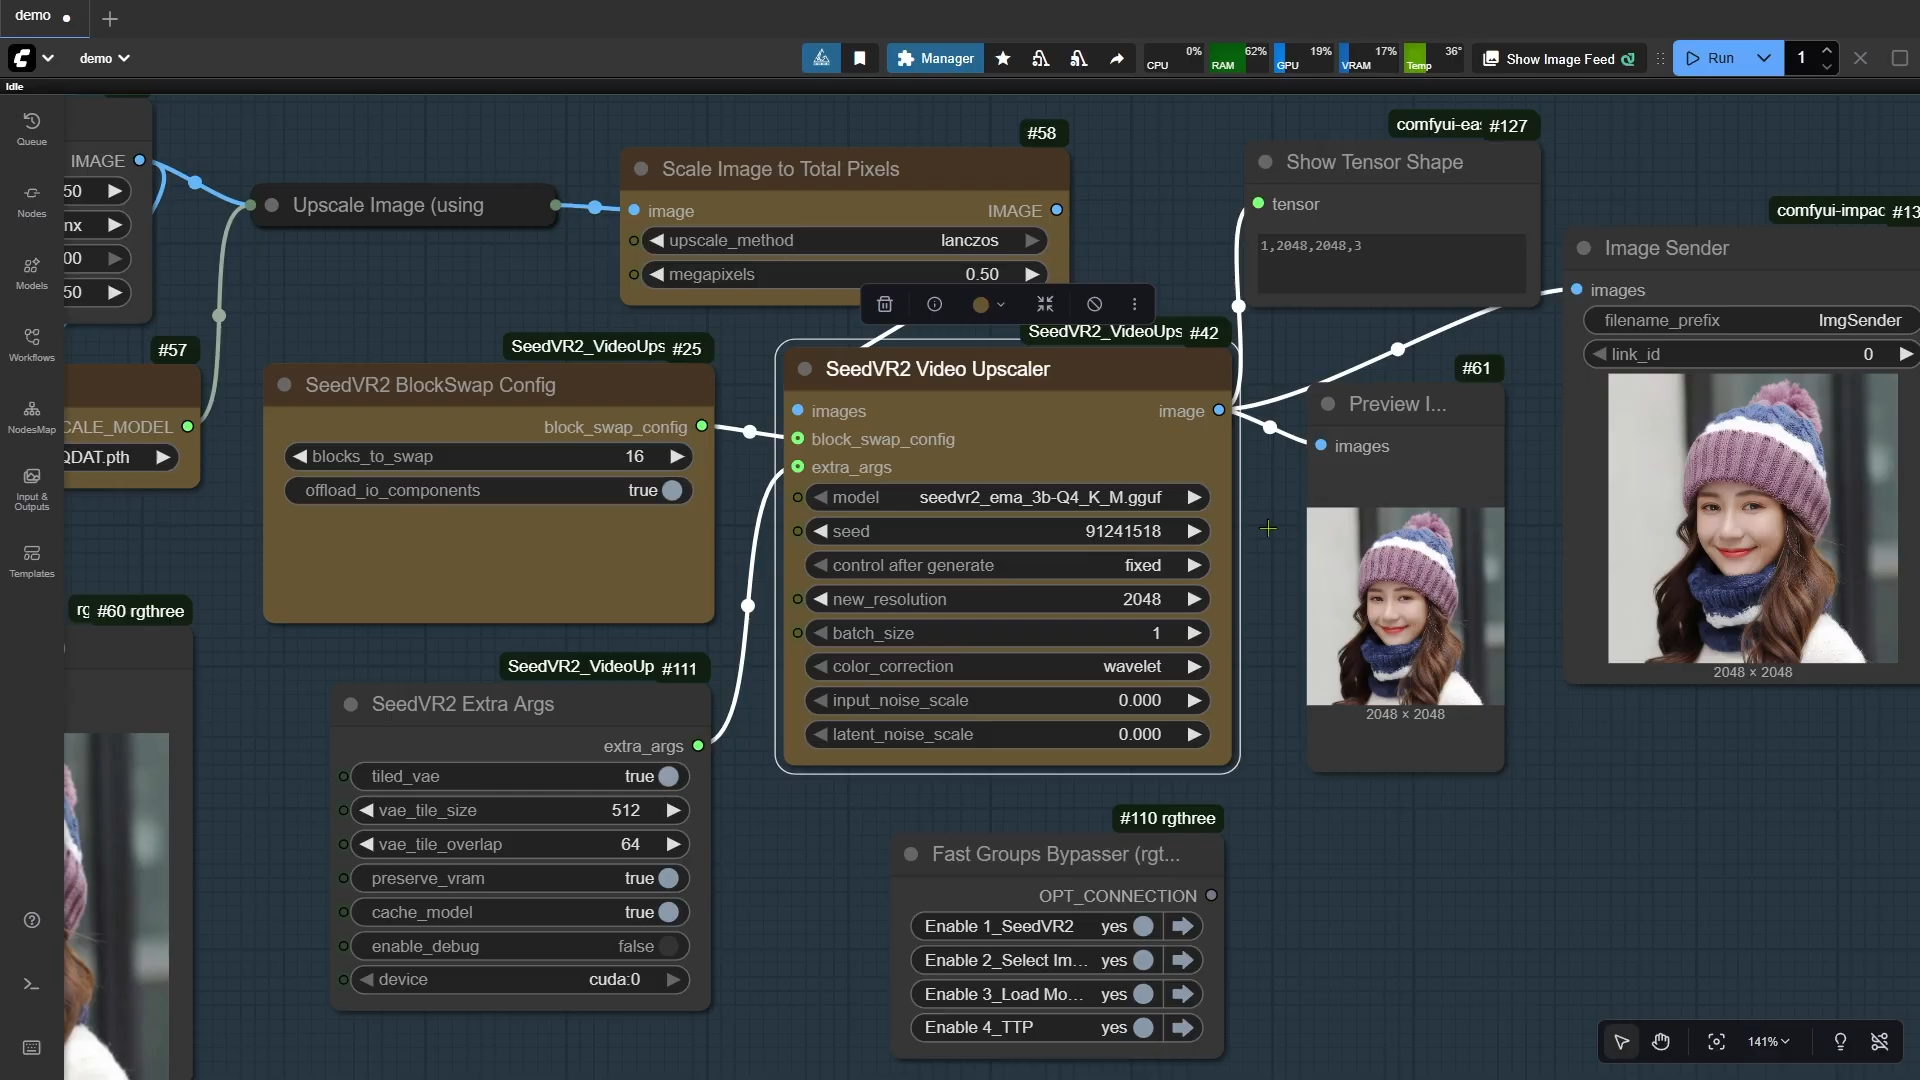 demo
demo
Manager
CPU 0%
RAM 62%
GPU 19%
VRAM 17%
Temp 36°
Show Image Feed
Run
1
Idle
Queue
Nodes
Models
Workflows
NodesMap
Input & Outputs
Templates
IMAGE
50
nx
00
50
#57
CALE_MODEL
QDAT.pth
#60 rgthree
Upscale Image (using
#58
Scale Image to Total Pixels
image IMAGE
upscale_method lanczos
megapixels 0.50
SeedVR2_VideoUps #25
SeedVR2 BlockSwap Config
block_swap_config
blocks_to_swap 16
offload_io_components true
SeedVR2_VideoUp #111
SeedVR2 Extra Args
extra_args
tiled_vae true
vae_tile_size 512
vae_tile_overlap 64
preserve_vram true
cache_model true
enable_debug false
device cuda:0
SeedVR2_VideoUps #42
SeedVR2 Video Upscaler
images image
block_swap_config
extra_args
model seedvr2_ema_3b-Q4_K_M.gguf
seed 91241518
control after generate fixed
new_resolution 2048
batch_size 1
color_correction wavelet
input_noise_scale 0.000
latent_noise_scale 0.000
#110 rgthree
Fast Groups Bypasser (rgt...
OPT_CONNECTION
Enable 1_SeedVR2 yes
Enable 2_Select Im... yes
Enable 3_Load Mo... yes
Enable 4_TTP yes
comfyui-eas #127
Show Tensor Shape
tensor
1,2048,2048,3
#61
Preview I...
images
2048 × 2048
comfyui-impac #13
Image Sender
images
filename_prefix ImgSender
link_id 0
2048 × 2048
141%